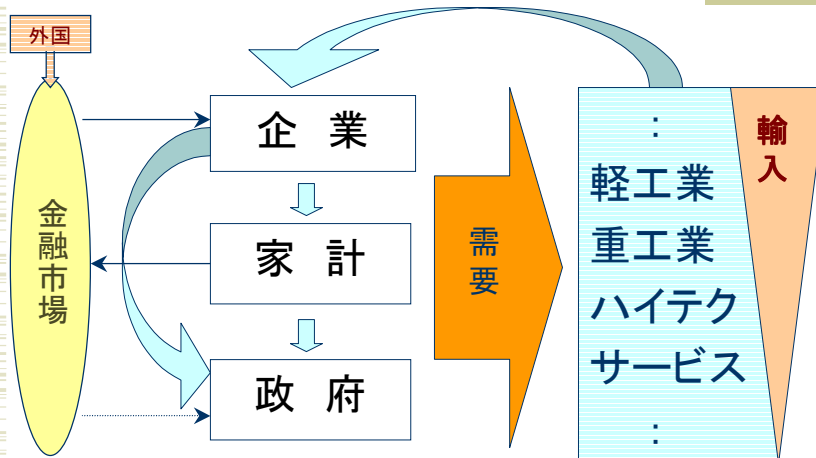 外国
金融市場
企 業
家 計
政 府
需要
:
軽工業
重工業
ハイテク
サービス
:
輸入